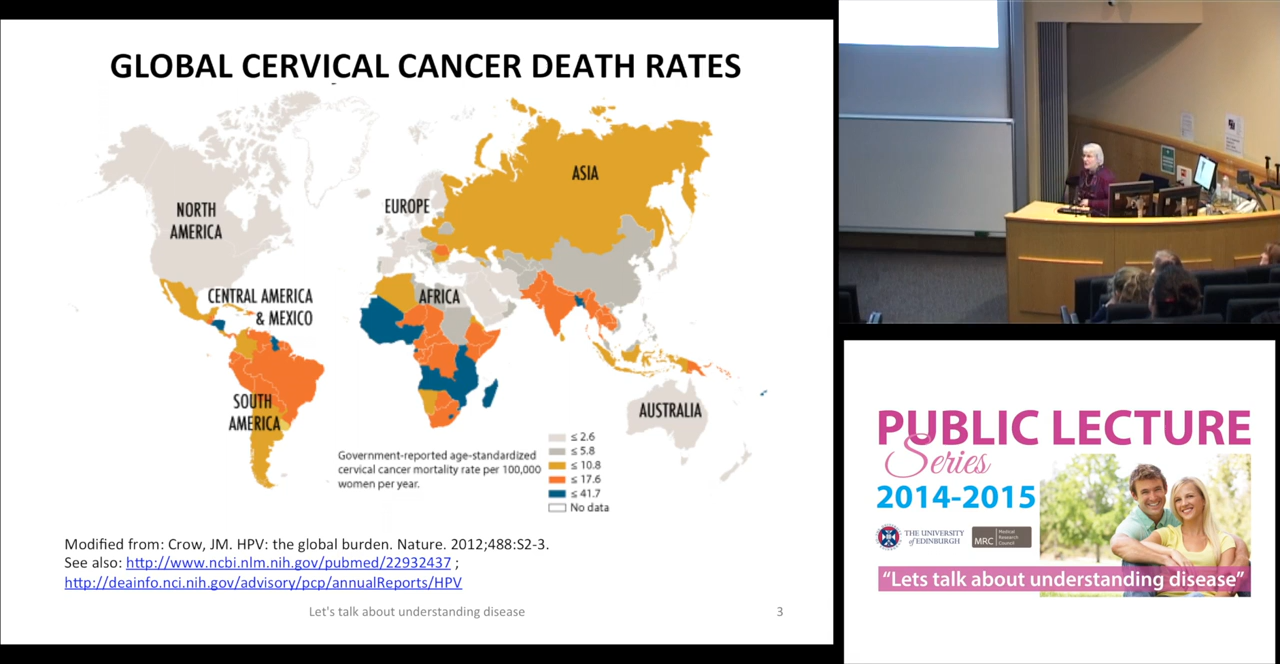 GLOBAL CERVICAL CANCER DEATH RATES
NORTH
AMERICA
EUROPE
ASIA
CENTRAL AMERICA
& MEXICO
AFRICA
SOUTH
AMERICA
AUSTRALIA
Government-reported age-standardized
cervical cancer mortality rate per 100,000
women per year.
≤ 2.6
≤ 5.8
≤ 10.8
≤ 17.6
≤ 41.7
No data
Modified from: Crow, JM. HPV: the global burden. Nature. 2012;488:S2-3.
See also: http://www.ncbi.nlm.nih.gov/pubmed/22932437 ;
http://deainfo.nci.nih.gov/advisory/pcp/annualReports/HPV
Let's talk about understanding disease
3
PUBLIC LECTURE
Series
2014-2015
THE UNIVERSITY
of EDINBURGH
MRC
Medical
Research
Council
“Lets talk about understanding disease”